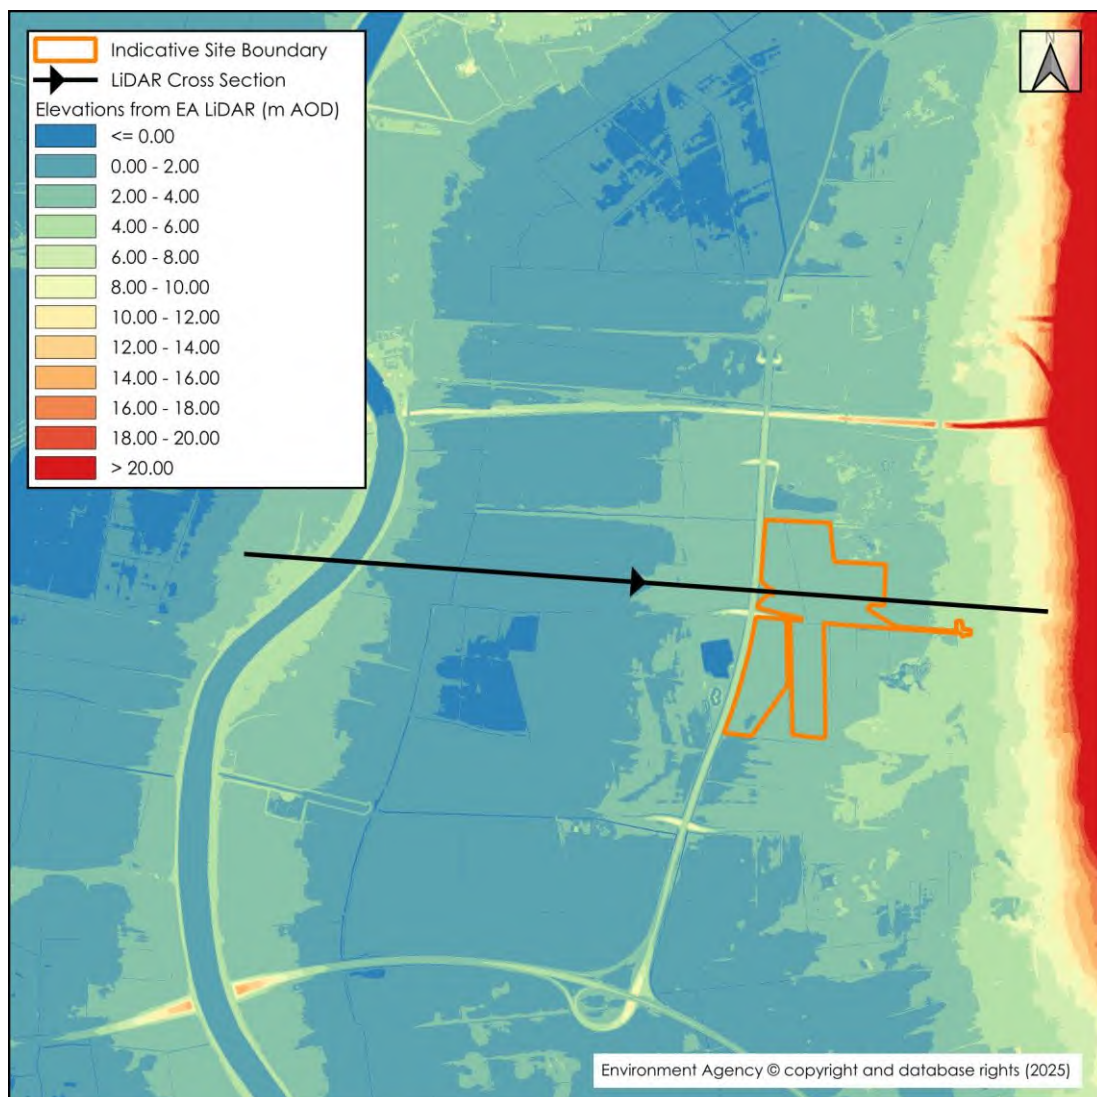 Indicative Site Boundary
LiDAR Cross Section
Elevations from EA LiDAR (m AOD)
<= 0.00
0.00 - 2.00
2.00 - 4.00
4.00 - 6.00
6.00 - 8.00
8.00 - 10.00
10.00 - 12.00
12.00 - 14.00
14.00 - 16.00
16.00 - 18.00
18.00 - 20.00
> 20.00
N
Environment Agency © copyright and database rights (2025)